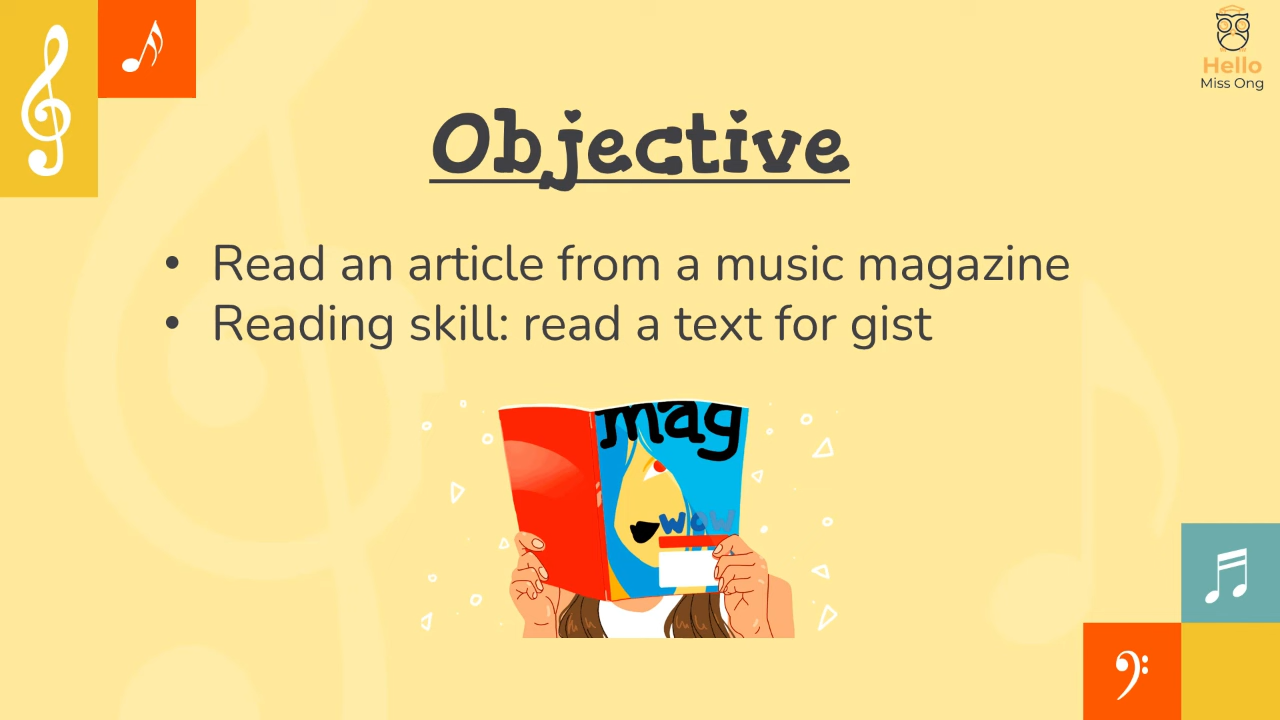 Hello
Miss Ong
Objective
• Read an article from a music magazine
• Reading skill: read a text for gist
mag
wow